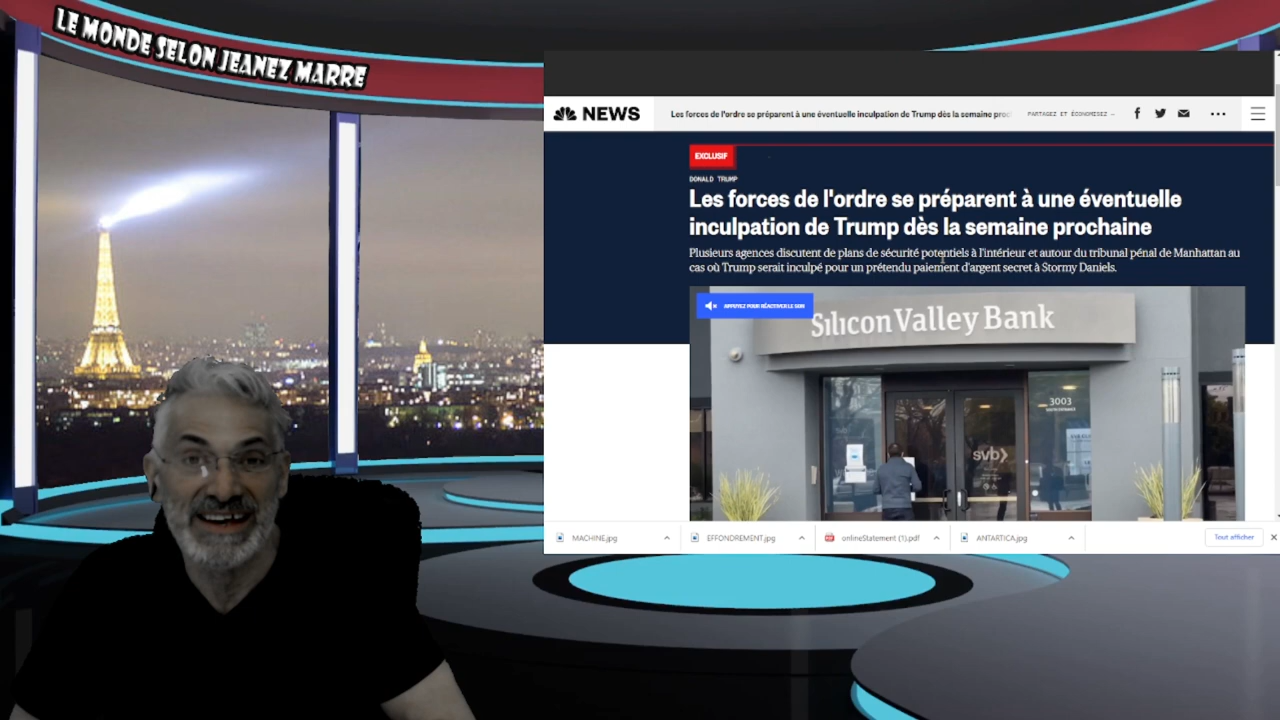 LE MONDE SELON JEANEZ MARRE
NEWS
Les forces de l'ordre se préparent à une éventuelle inculpation de Trump dès la semaine proc
PARTAGEZ ET ÉCONOMISEZ –
EXCLUSIF
DONALD TRUMP
Les forces de l'ordre se préparent à une éventuelle
inculpation de Trump dès la semaine prochaine
Plusieurs agences discutent de plans de sécurité potentiels à l'intérieur et autour du tribunal pénal de Manhattan au
cas où Trump serait inculpé pour un prétendu paiement d'argent secret à Stormy Daniels.
APPUYEZ POUR RÉACTIVER LE SON
Silicon Valley Bank
3003
svb>
MACHINE.jpg
EFFONDREMENT.jpg
onlineStatement (1).pdf
ANTARTICA.jpg
Tout afficher